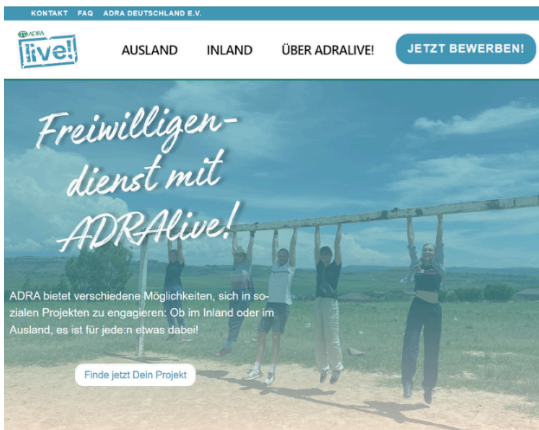 KONTAKT FAQ ADRA DEUTSCHLAND E.V.
ADRA
live!
AUSLAND INLAND ÜBER ADRALIVE! JETZT BEWERBEN!
Freiwilligen-
dienst mit
ADRAlive!
ADRA bietet verschiedene Möglichkeiten, sich in so-
zialen Projekten zu engagieren: Ob im Inland oder im
Ausland, es ist für jede:n etwas dabei!
Finde jetzt Dein Projekt